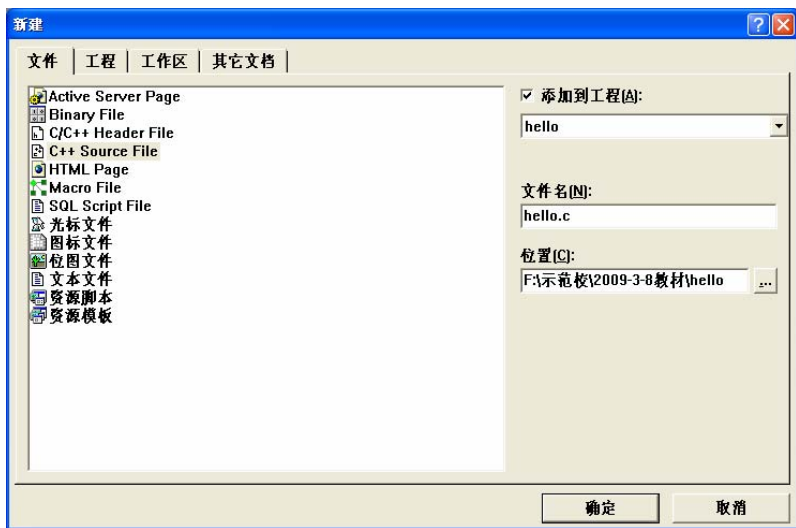 新建
文件 工程 工作区 其它文档
Active Server Page
Binary File
C/C++ Header File
C++ Source File
HTML Page
Macro File
SQL Script File
光标文件
图标文件
位图文件
文本文件
资源脚本
资源模板
添加到工程(A):
hello
文件名(N):
hello.c
位置(C):
F:\示范校\2009-3-8教材\hello
...
确定 取消